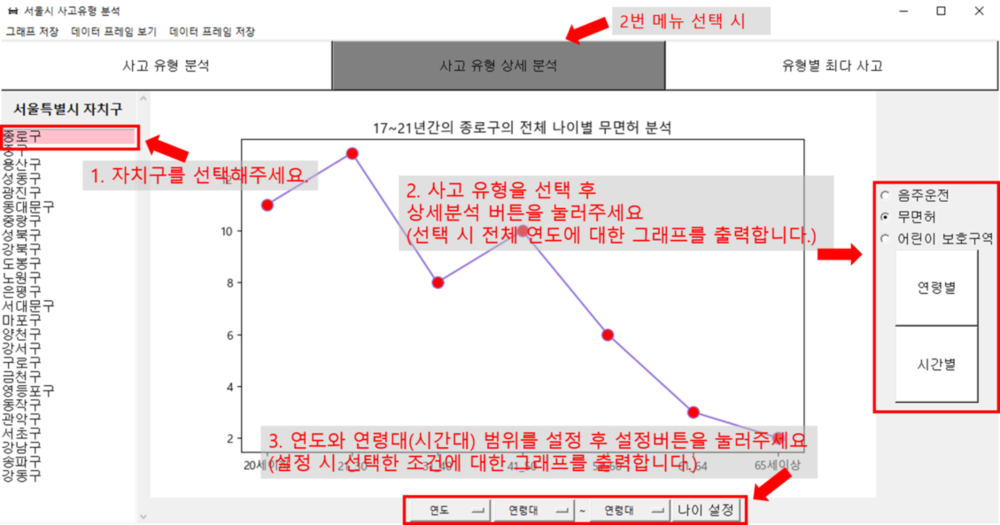 서울시 사고유형 분석
그래프 저장 데이터 프레임 보기 데이터 프레임 저장
2번 메뉴 선택 시
사고 유형 분석
사고 유형 상세 분석
유형별 최다 사고
서울특별시 자치구
종로구
중구
용산구
성동구
광진구
동대문구
중랑구
성북구
강북구
도봉구
노원구
은평구
서대문구
마포구
양천구
강서구
구로구
금천구
영등포구
동작구
관악구
서초구
강남구
송파구
강동구
1. 자치구를 선택해주세요.
17~21년간의 종로구의 전체 나이별 무면허 분석
2. 사고 유형을 선택 후
상세분석 버튼을 눌러주세요
(선택 시 전체 연도에 대한 그래프를 출력합니다.)
10
8
6
4
2
3. 연도와 연령대(시간대) 범위를 설정 후 설정버튼을 눌러주세요
(설정 시 선택한 조건에 대한 그래프를 출력합니다.)
65세이상
음주운전
무면허
어린이 보호구역
연령별
시간별
연도 연령대 ~ 연령대 나이 설정